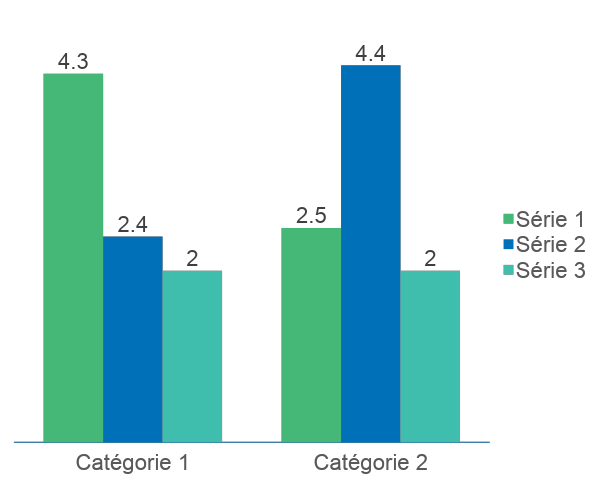 4.3
2.4
2
2.5
4.4
2
Série 1
Série 2
Série 3
Catégorie 1
Catégorie 2